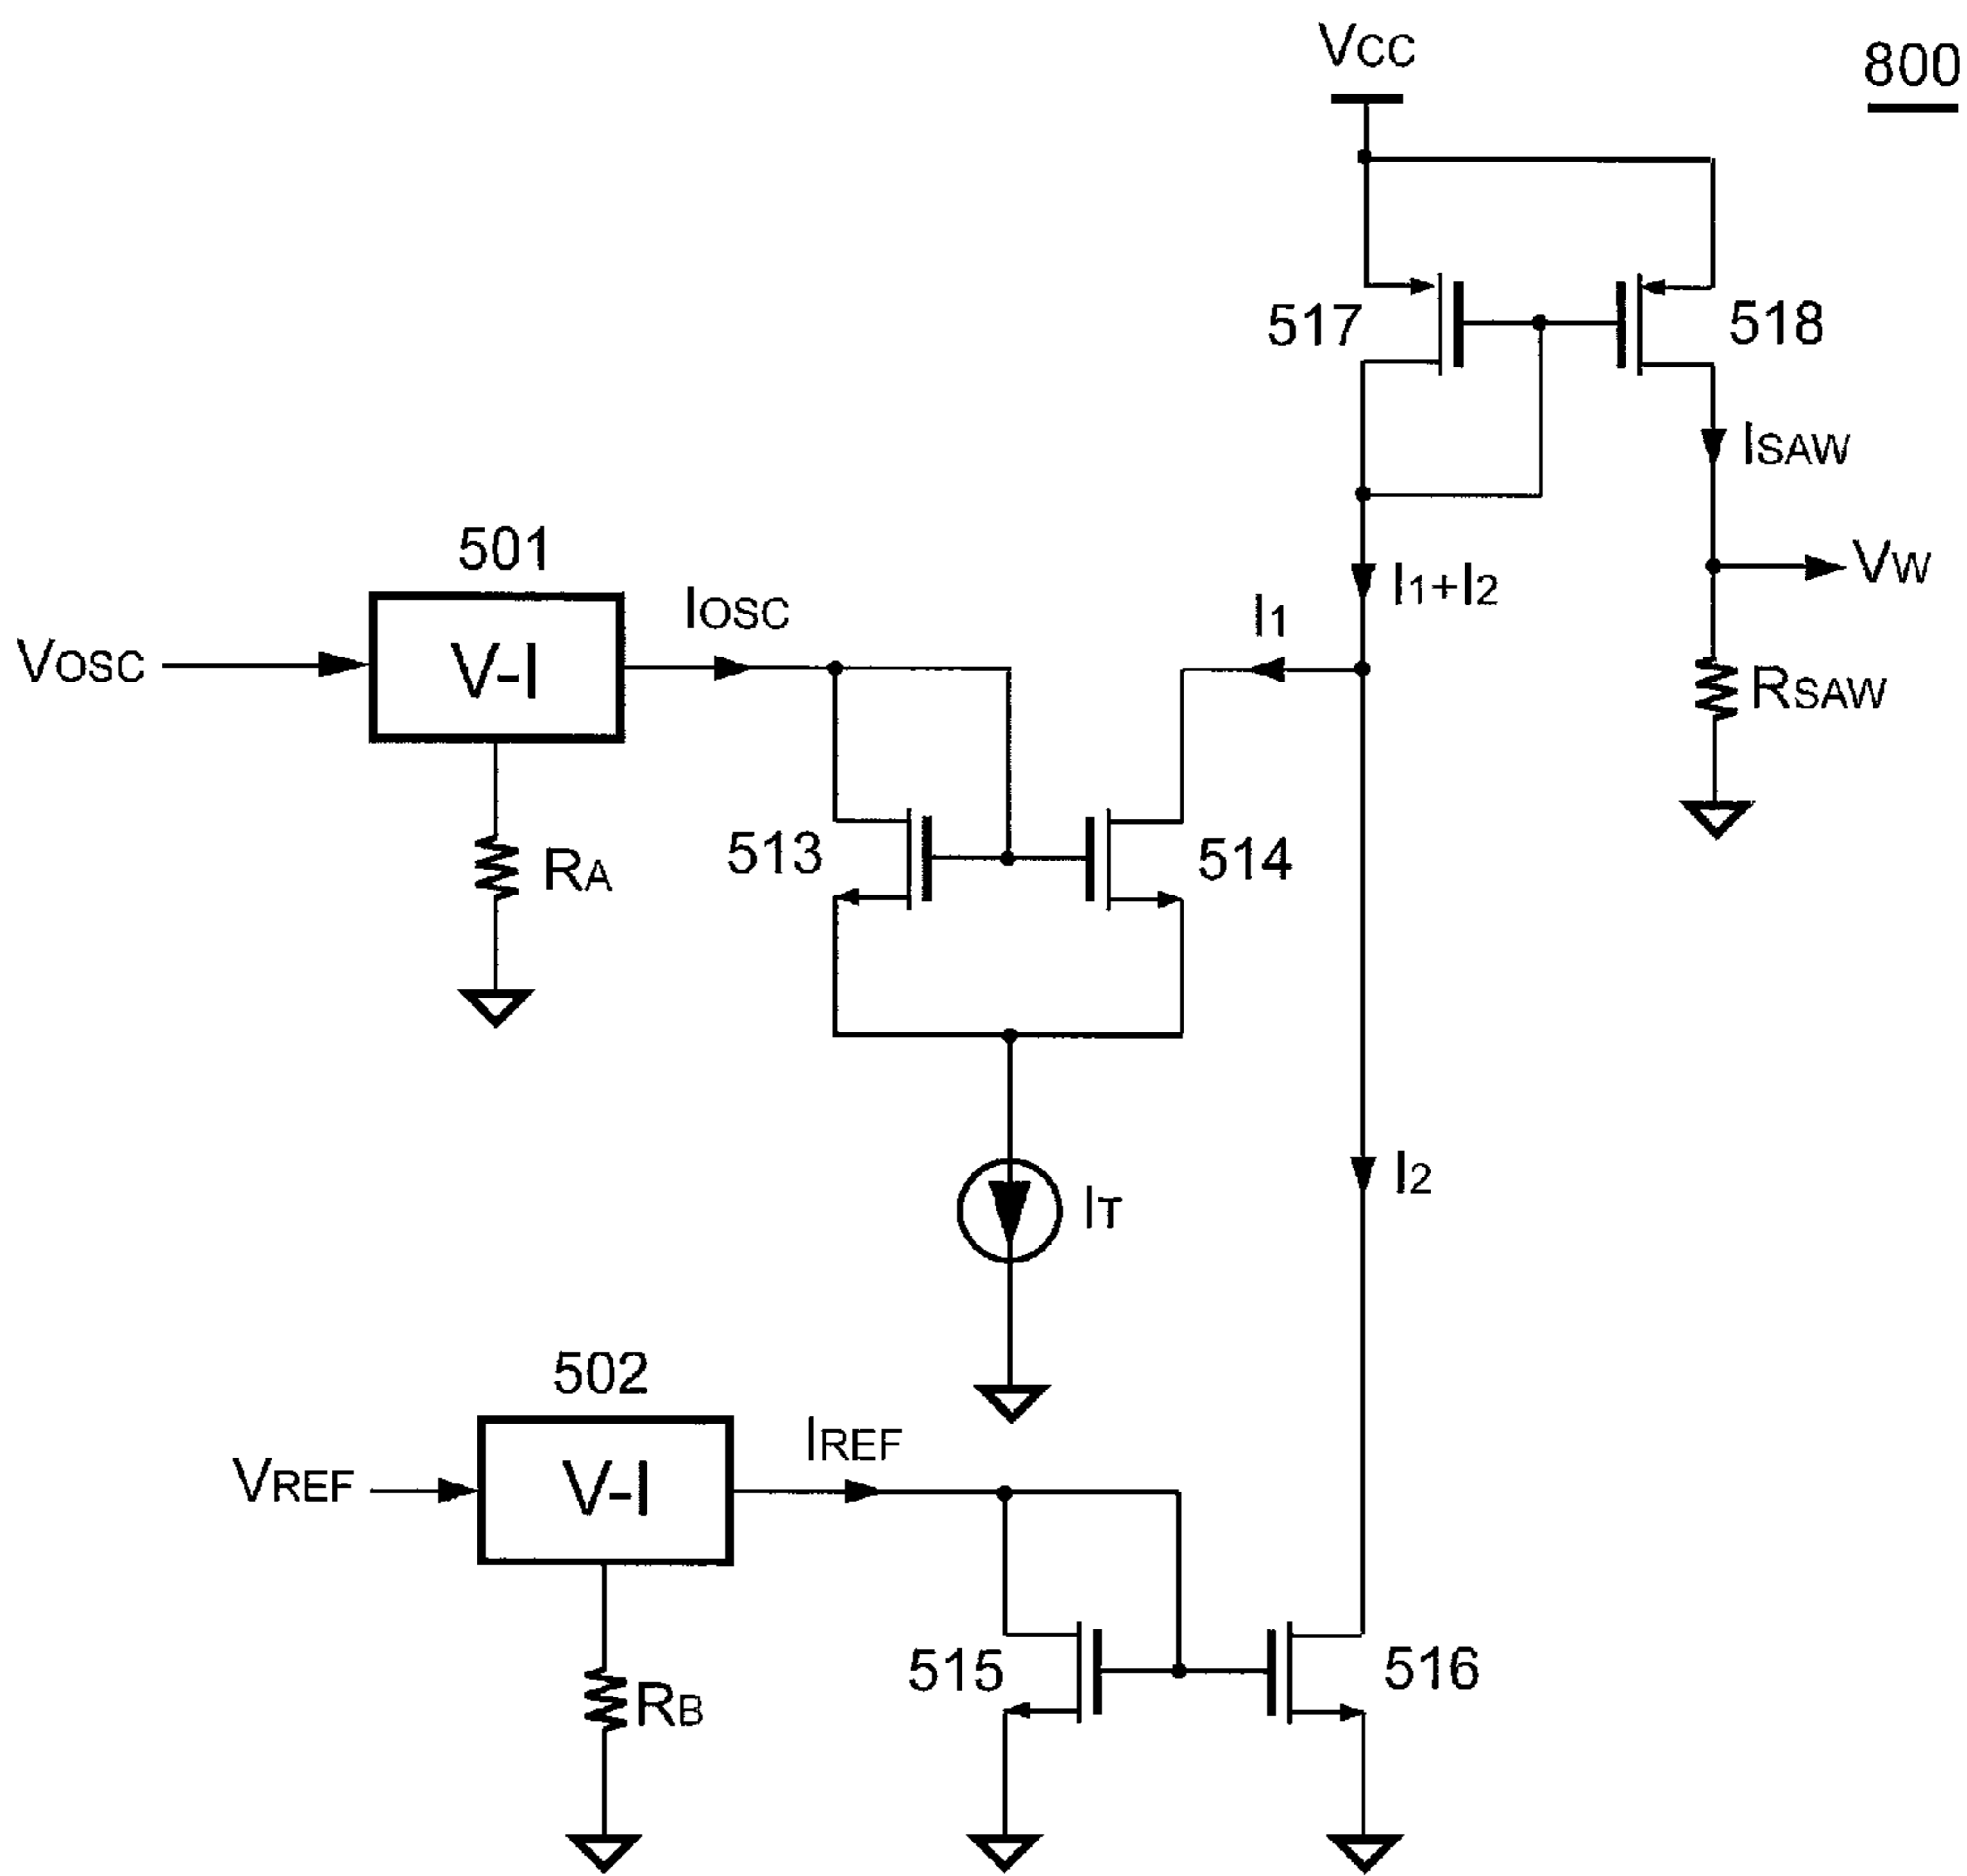 VCC
800
517
518
ISAW
501
IOSC
I1
I1+I2
VW
VOSC
V-I
RSAW
513
514
RA
I2
IT
502
IREF
VREF
V-I
515
516
RB